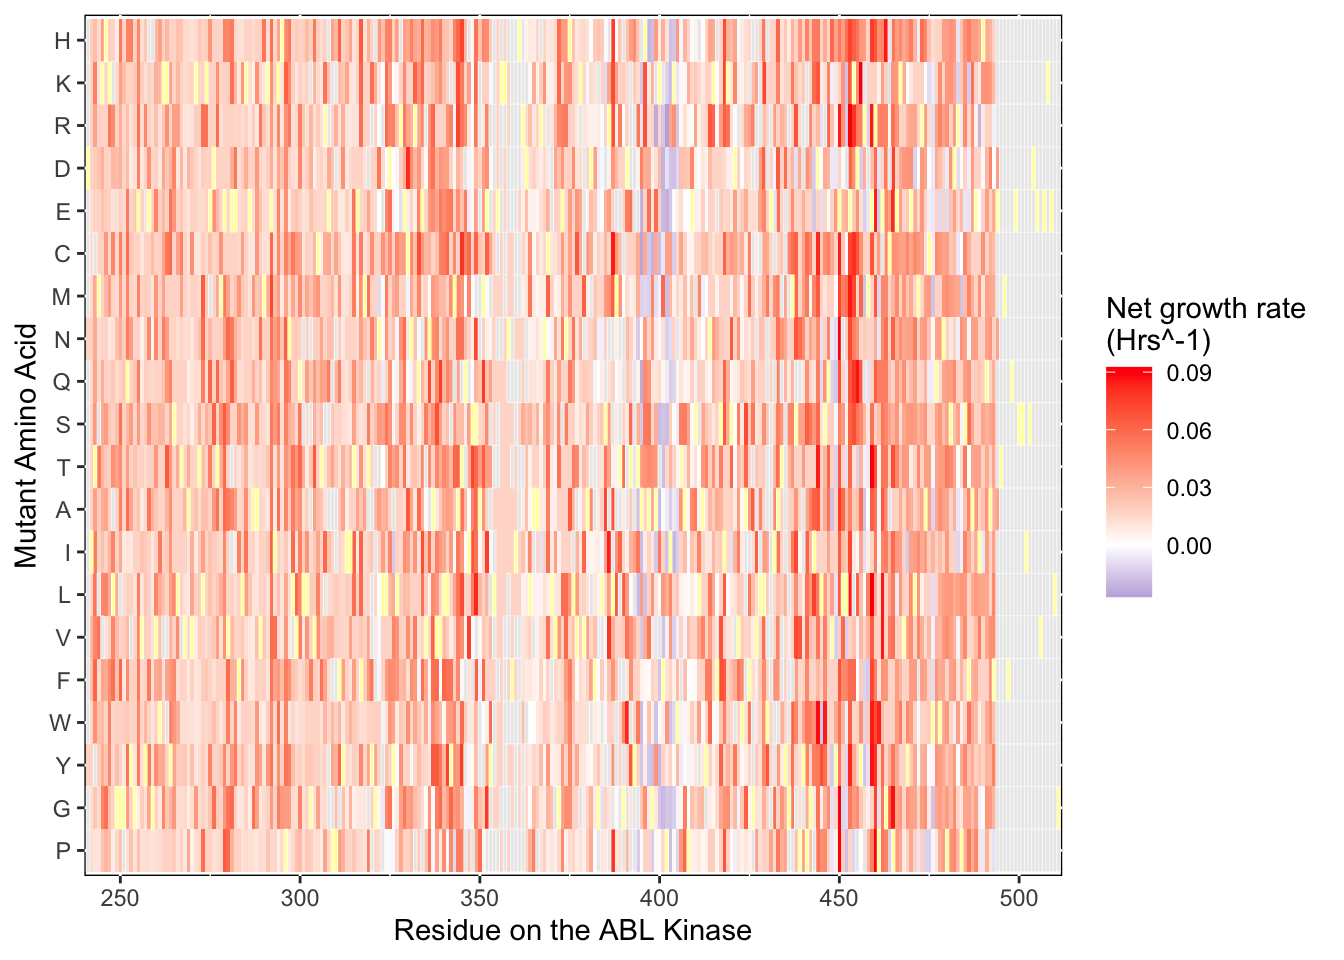 Mutant Amino Acid
H
K
R
D
E
C
M
N
Q
S
T
A
I
L
V
F
W
Y
G
P
250 300 350 400 450 500
Residue on the ABL Kinase
Net growth rate
(Hrs^-1)
0.09
0.06
0.03
0.00